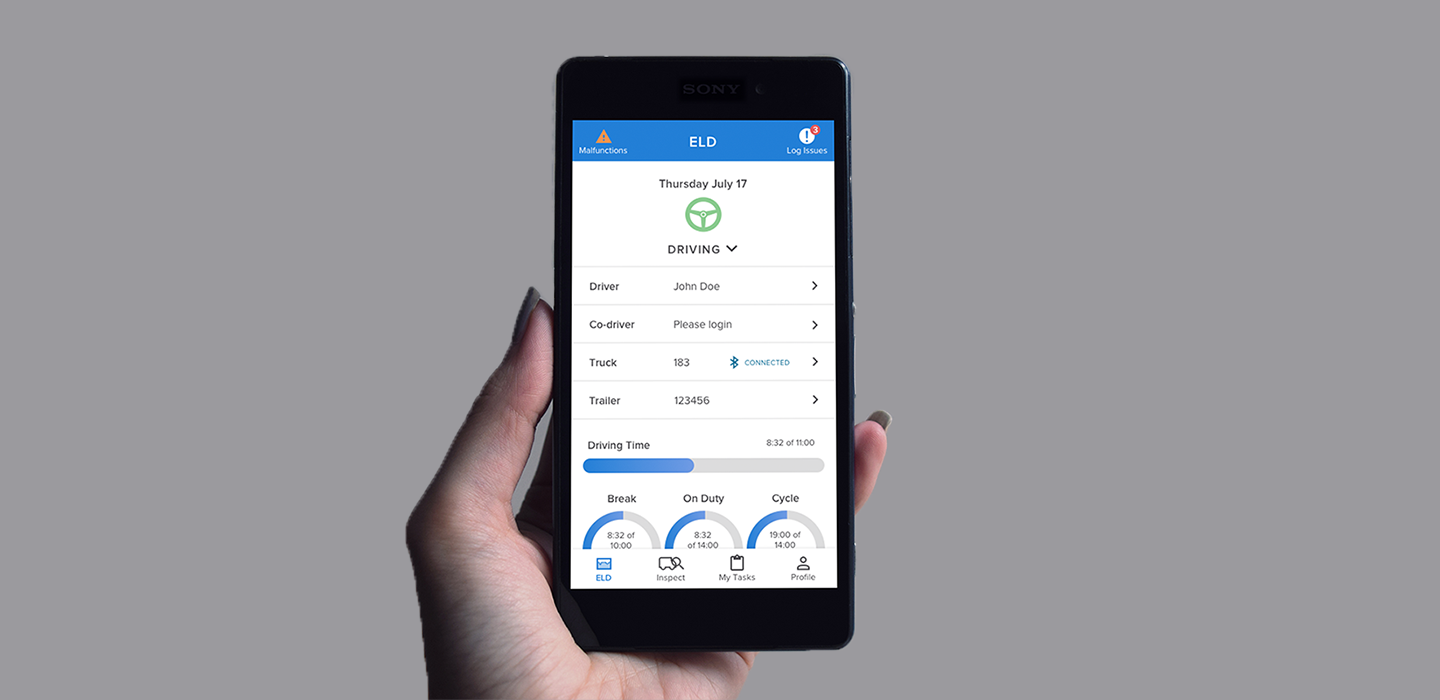 SONY
Malfunctions
ELD
3
Log Issues
Thursday July 17
DRIVING
Driver John Doe
Co-driver Please login
Truck 183 CONNECTED
Trailer 123456
Driving Time 8:32 of 11:00
Break On Duty Cycle
8:32 of 8:32 19:00 of
10:00 of 14:00 14:00
ELD Inspect My Tasks Profile